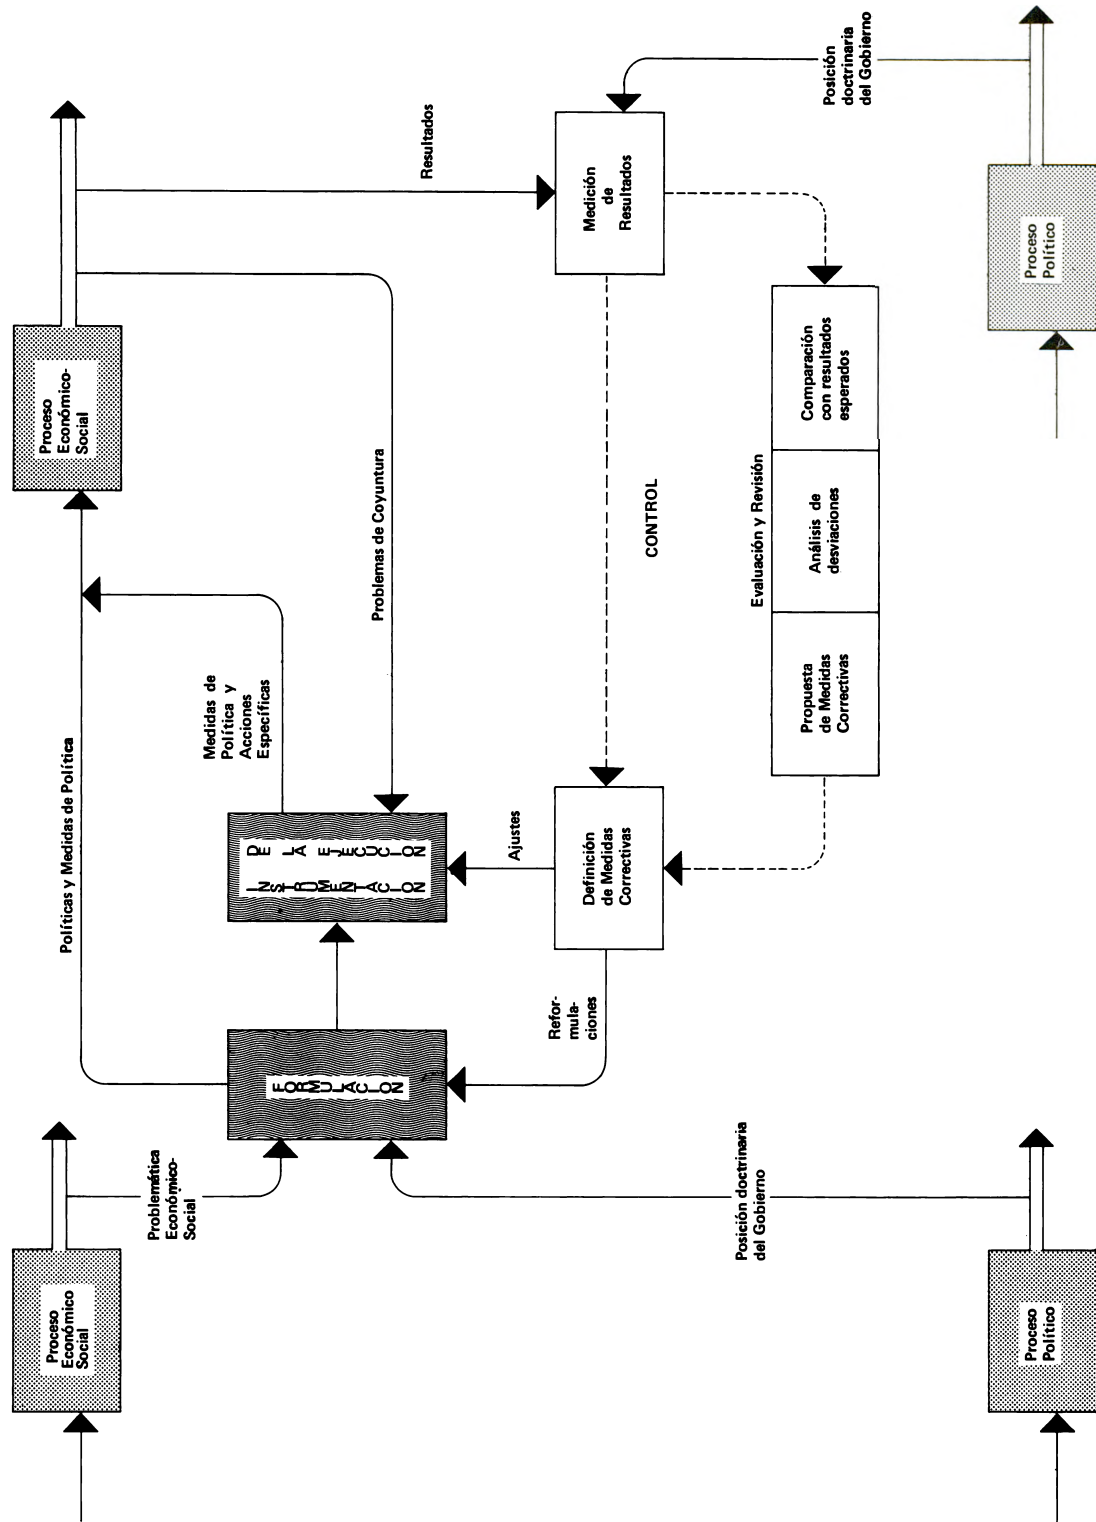 Proceso
Económico
Social
Problemática
Económico-
Social
Políticas y Medidas de Política
Proceso
Económico-
Social
FORMULACION
INSTRUMENTACION
DE LA EJECUCION
Medidas de
Política y
Acciones
Específicas
Problemas de Coyuntura
Resultados
Refor-
mula-
ciones
Ajustes
Definición
de Medidas
Correctivas
CONTROL
Medición
de
Resultados
Evaluación y Revisión
Propuesta
de Medidas
Correctivas
Análisis de
desviaciones
Comparación
con resultados
esperados
Posición doctrinaria
del Gobierno
Posición
doctrinaria
del Gobierno
Proceso
Político
Proceso
Político